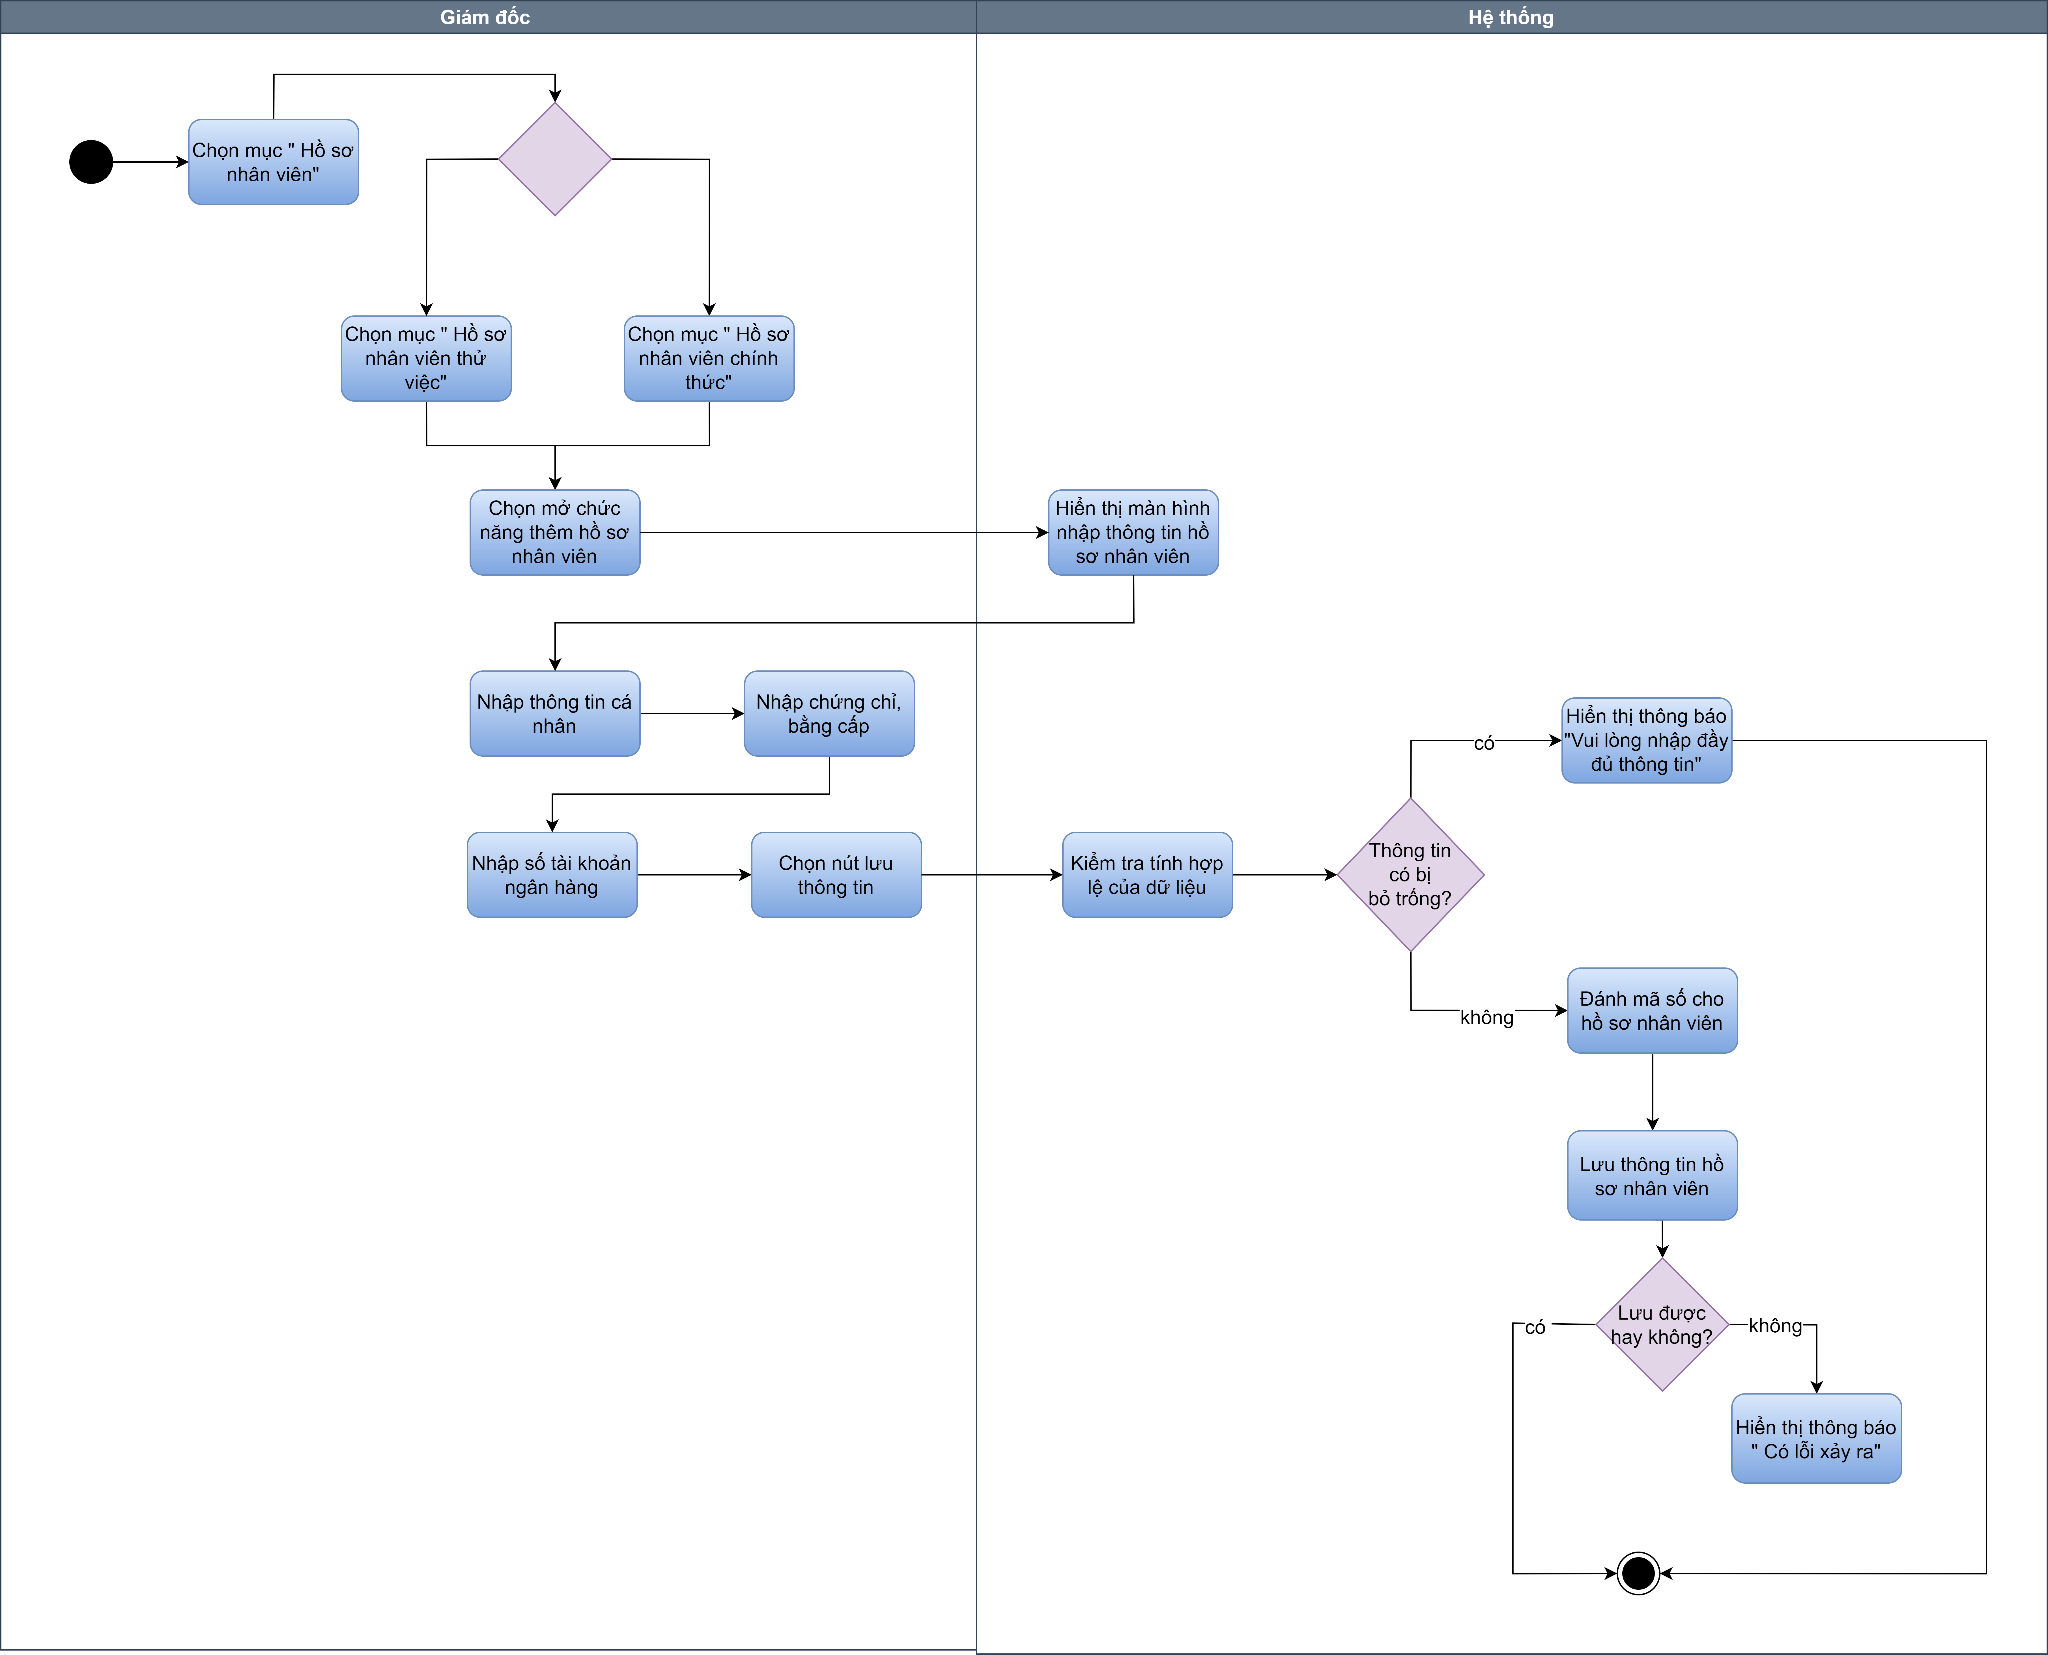 Giám đốc
Hệ thống
Chọn mục " Hồ sơ
nhân viên"
Chọn mục " Hồ sơ
nhân viên thử
việc"
Chọn mục " Hồ sơ
nhân viên chính
thức"
Chọn mở chức
năng thêm hồ sơ
nhân viên
Hiển thị màn hình
nhập thông tin hồ
sơ nhân viên
Nhập thông tin cá
nhân
Nhập chứng chỉ,
bằng cấp
Nhập số tài khoản
ngân hàng
Chọn nút lưu
thông tin
Kiểm tra tính hợp
lệ của dữ liệu
Thông tin
có bị
bỏ trống?
có
Hiển thị thông báo
"Vui lòng nhập đầy
đủ thông tin"
không
Đánh mã số cho
hồ sơ nhân viên
Lưu thông tin hồ
sơ nhân viên
Lưu được
hay không?
có
không
Hiển thị thông báo
" Có lỗi xảy ra"